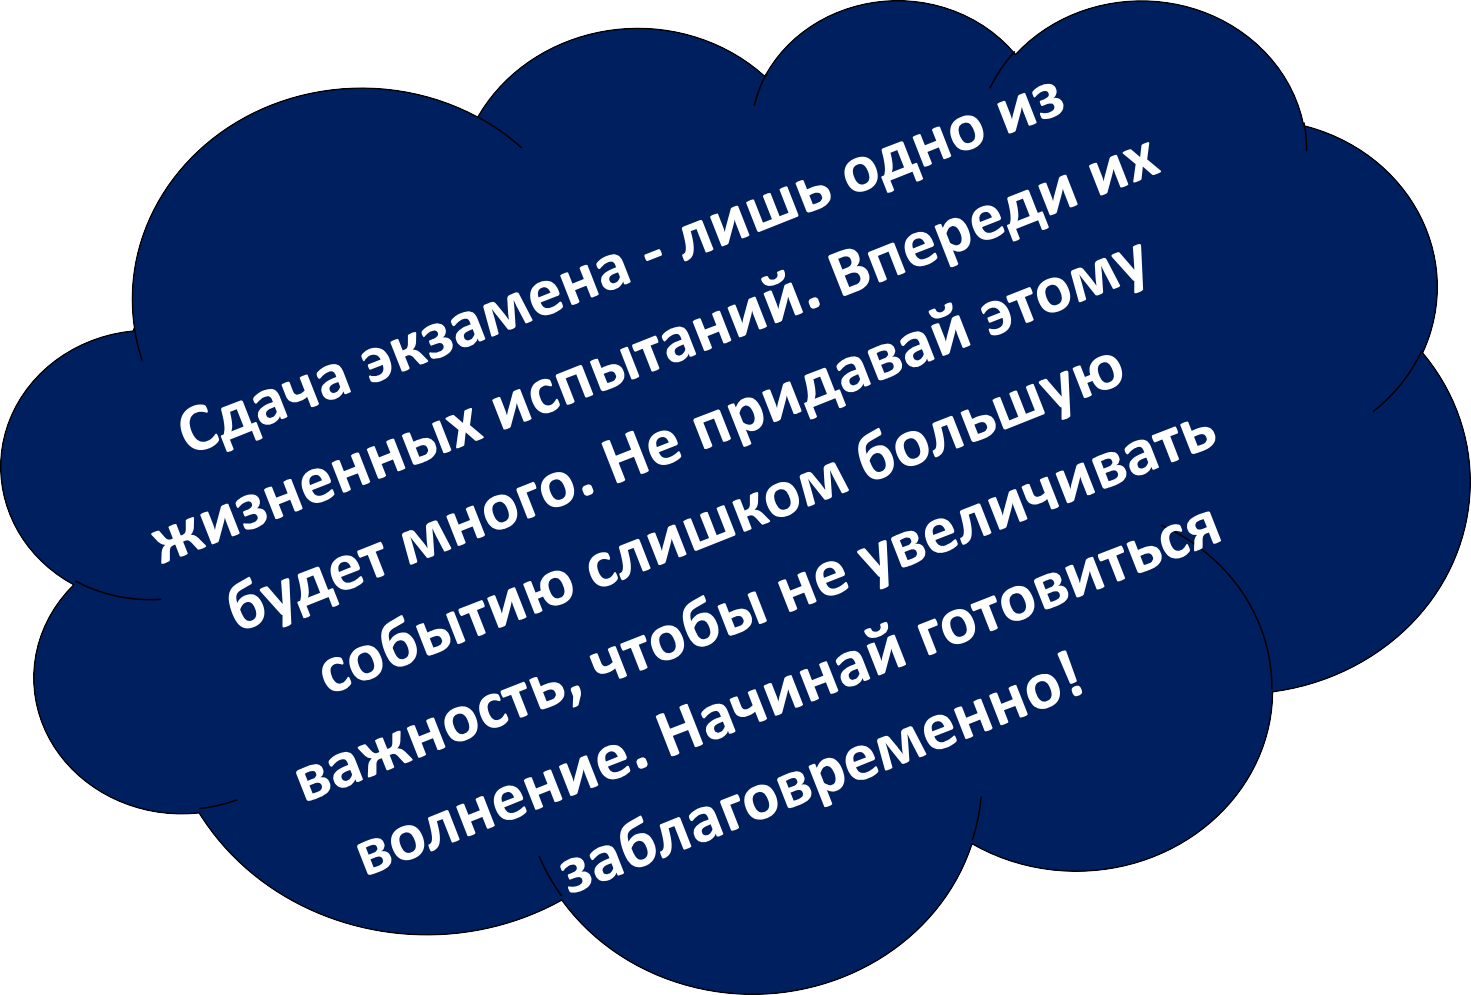 Сдача экзамена - лишь одно из
жизненных испытаний. Впереди их
будет много. Не придавай этому
событию слишком большую
важность, чтобы не увеличивать
волнение. Начинай готовиться
заблаговременно!